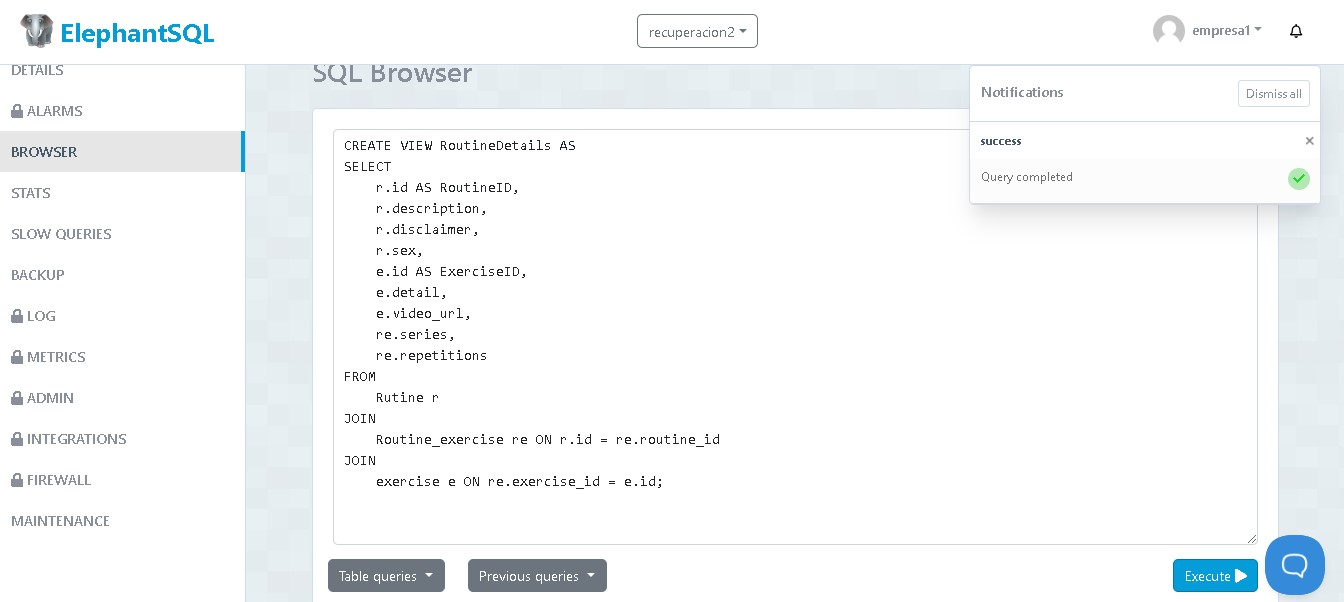 ElephantSQL
recuperacion2
empresa1
DETAILS
ALARMS
BROWSER
STATS
SLOW QUERIES
BACKUP
LOG
METRICS
ADMIN
INTEGRATIONS
FIREWALL
MAINTENANCE
SQL Browser
Notifications
Dismiss all
success
×
Query completed
CREATE VIEW RoutineDetails AS
SELECT
r.id AS RoutineID,
r.description,
r.disclaimer,
r.sex,
e.id AS ExerciseID,
e.detail,
e.video_url,
re.series,
re.repetitions
FROM
Rutine r
JOIN
Routine_exercise re ON r.id = re.routine_id
JOIN
exercise e ON re.exercise_id = e.id;
Table queries
Previous queries
Execute